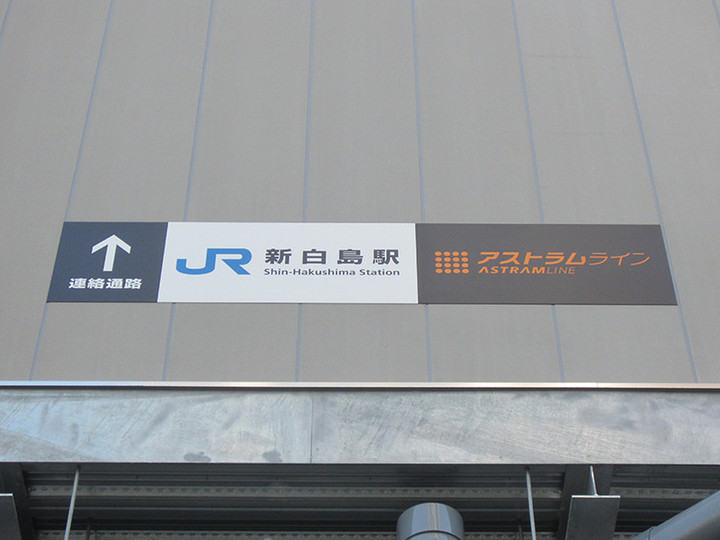 連絡通路
JR
新白島駅
Shin-Hakushima Station
アストラムライン
ASTRAMLINE